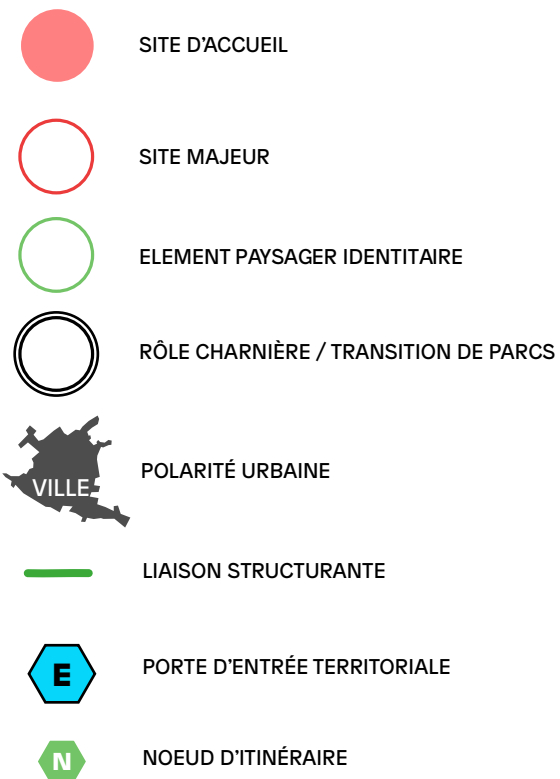 SITE D'ACCUEIL
SITE MAJEUR
ELEMENT PAYSAGER IDENTITAIRE
RÔLE CHARNIÈRE / TRANSITION DE PARCS
VILLE
POLARITÉ URBAINE
LIAISON STRUCTURANTE
E
PORTE D'ENTRÉE TERRITORIALE
N
NOEUD D'ITINÉRAIRE